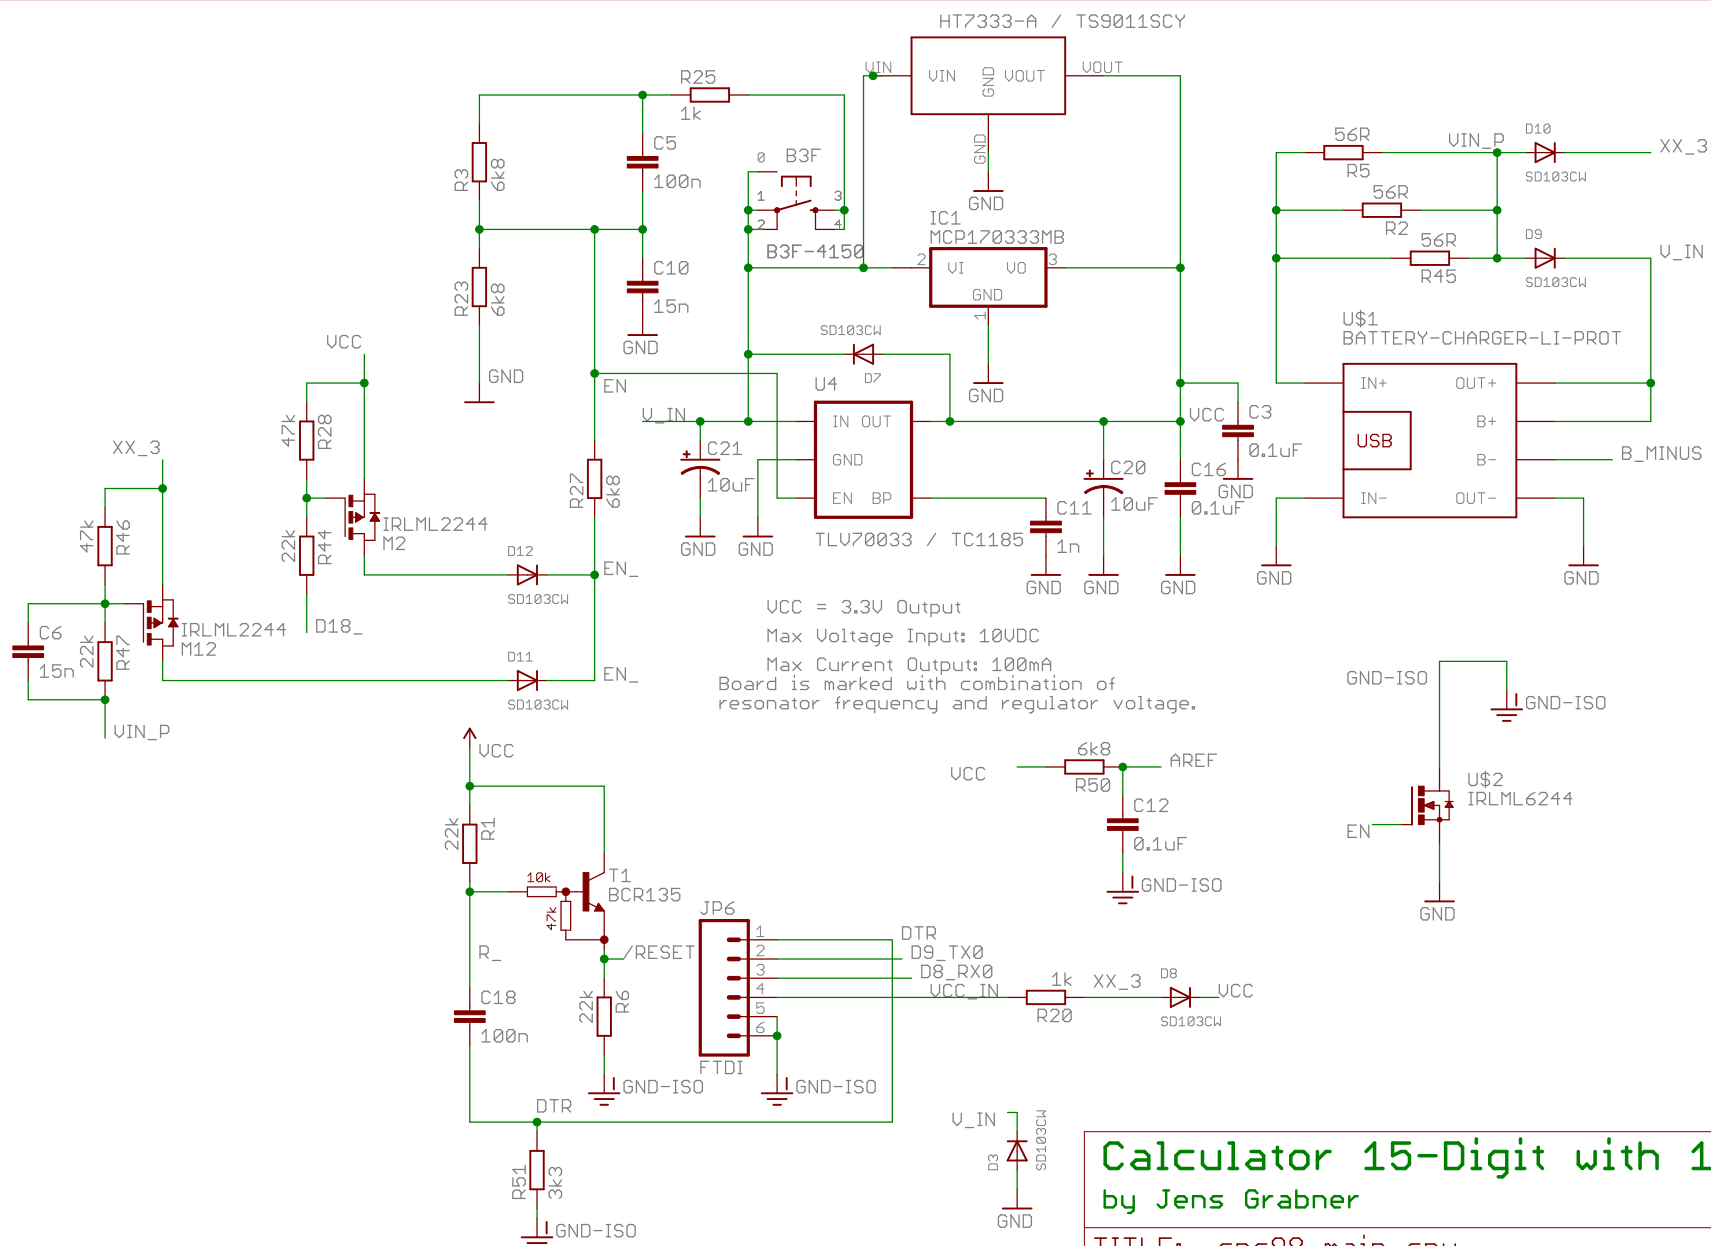 HT7333-A / TS9011SCY
VIN
VIN
GND
VOUT
VOUT
GND
GND
R25
1k
C5
100n
R3
6k8
0
B3F
1
3
2
4
B3F-4150
IC1
MCP170333MB
2
VI
VO
3
GND
1
GND
R23
6k8
C10
15n
GND
GND
56R
R5
VIN_P
D10
SD103CW
XX_3
56R
R2
56R
R45
D9
SD103CW
V_IN
U$1
BATTERY-CHARGER-LI-PROT
IN+
OUT+
USB
B+
B-
B_MINUS
IN-
OUT-
GND
GND
VCC
47k
R28
22k
R44
IRLML2244
M2
D18_
SD103CW
D7
U4
EN
V_IN
IN
OUT
GND
EN
BP
TLV70033 / TC1185
C21
10uF
GND
GND
R27
6k8
C11
1n
GND
C20
10uF
GND
VCC
C16
0.1uF
GND
C3
0.1uF
GND
XX_3
47k
R46
22k
R47
C6
15n
IRLML2244
M12
VIN_P
D12
SD103CW
EN_
D11
SD103CW
EN_
VCC = 3.3V Output
Max Voltage Input: 10VDC
Max Current Output: 100mA
Board is marked with combination of
resonator frequency and regulator voltage.
GND-ISO
GND-ISO
U$2
IRLML6244
EN
GND
VCC
6k8
R50
AREF
C12
0.1uF
GND-ISO
VCC
22k
R1
10k
47k
T1
BCR135
R_
/RESET
C18
100n
22k
R6
GND-ISO
JP6
1
2
3
4
5
6
FTDI
DTR
D9_TX0
D8_RX0
VCC_IN
GND-ISO
1k
R20
XX_3
D8
SD103CW
VCC
DTR
R51
3k3
GND-ISO
V_IN
D3
SD103CW
GND
Calculator 15-Digit with 1
by Jens Grabner